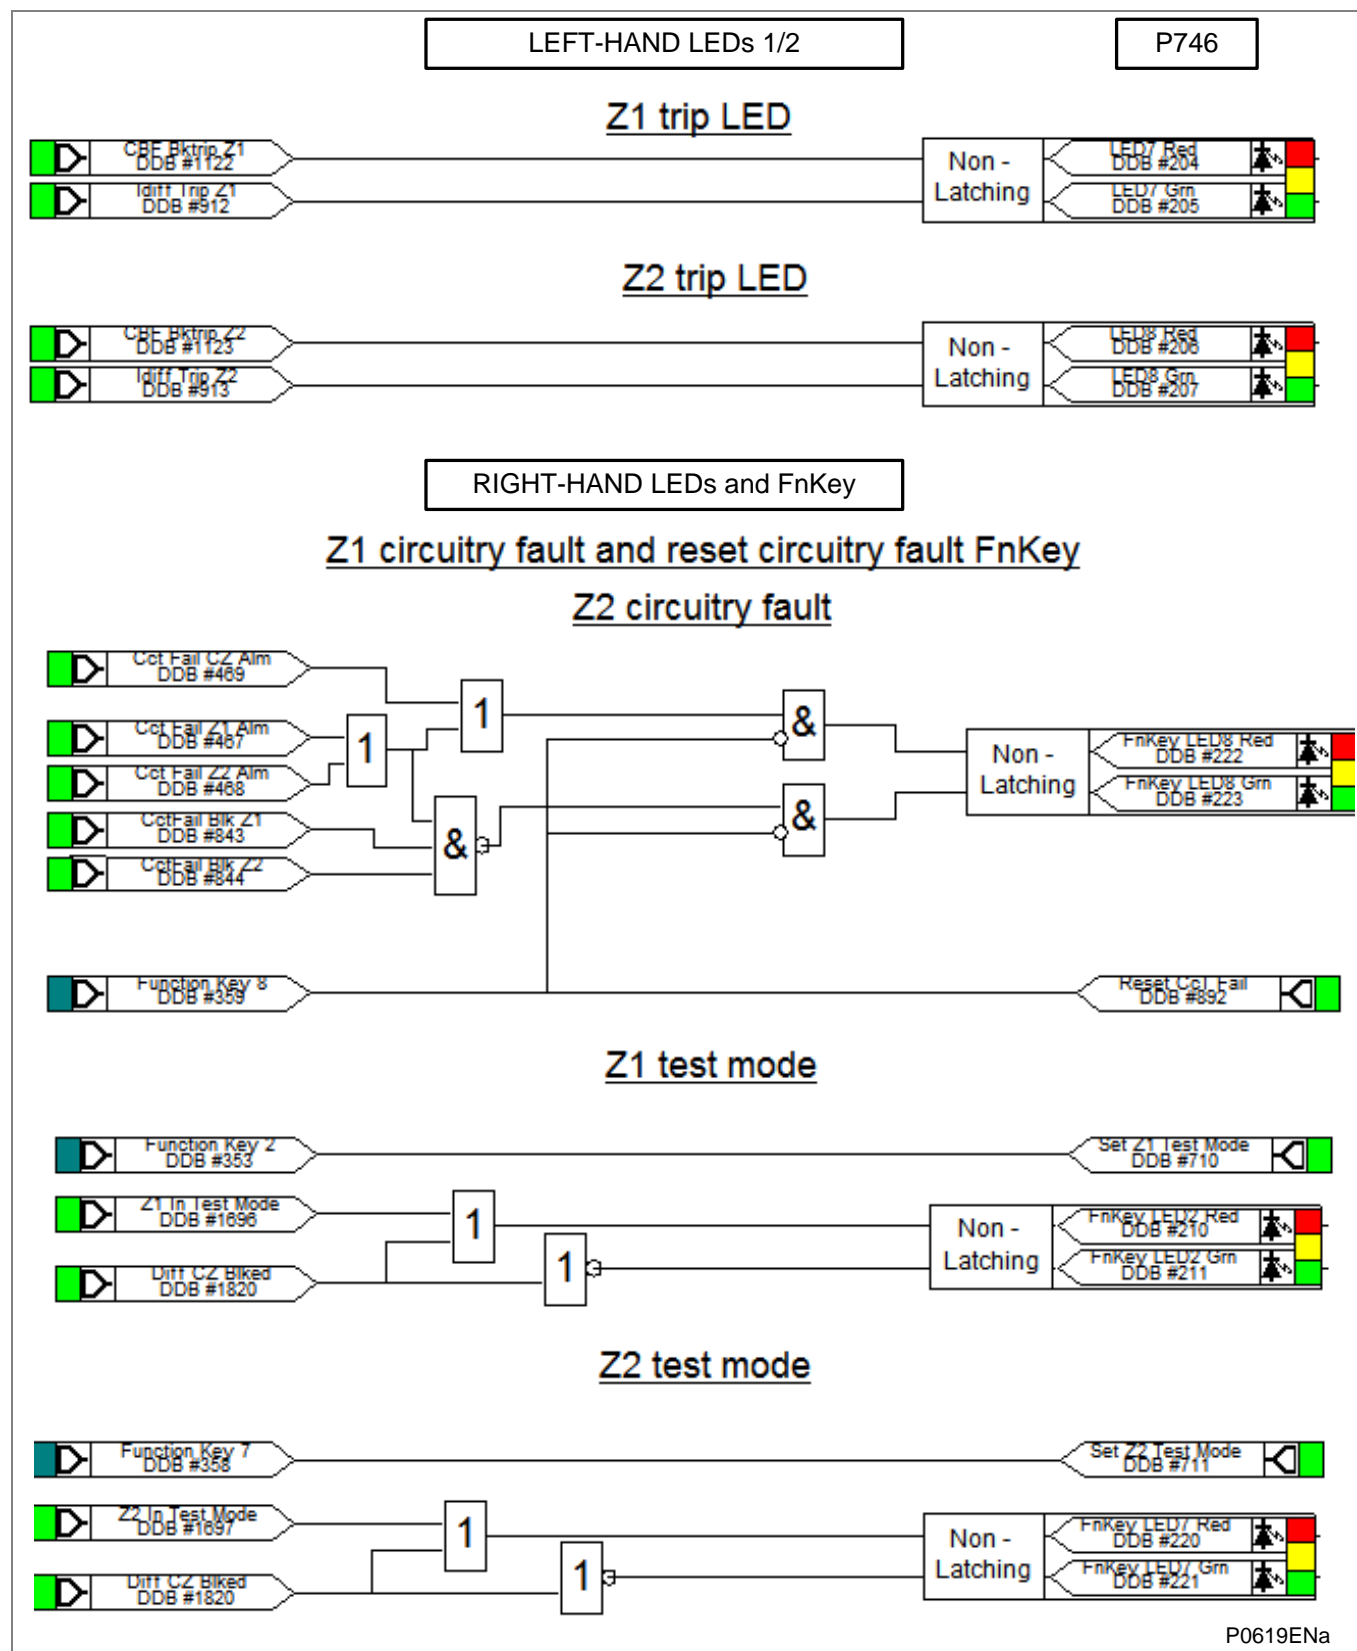 LEFT-HAND LEDs 1/2
P746
Z1 trip LED
CBF Bktrip Z1
DDB #1122
Idiff Trip Z1
DDB #912
Non -
Latching
LED7 Red
DDB #204
LED7 Grn
DDB #205
Z2 trip LED
CBF Bktrip Z2
DDB #1123
Idiff Trip Z2
DDB #913
Non -
Latching
LED8 Red
DDB #206
LED8 Grn
DDB #207
RIGHT-HAND LEDs and FnKey
Z1 circuitry fault and reset circuitry fault FnKey
Z2 circuitry fault
Cct Fail CZ Alm
DDB #469
Cct Fail Z1 Alm
DDB #467
Cct Fail Z2 Alm
DDB #468
CctFail Blk Z1
DDB #843
CctFail Blk Z2
DDB #844
1
1
&
&
&
Non -
Latching
FnKey LED8 Red
DDB #222
FnKey LED8 Grn
DDB #223
Function Key 8
DDB #359
Reset CcT Fail
DDB #892
Z1 test mode
Function Key 2
DDB #353
Set Z1 Test Mode
DDB #710
Z1 In Test Mode
DDB #1696
Diff CZ Blked
DDB #1820
1
1
Non -
Latching
FnKey LED2 Red
DDB #210
FnKey LED2 Grn
DDB #211
Z2 test mode
Function Key 7
DDB #358
Set Z2 Test Mode
DDB #711
Z2 In Test Mode
DDB #1697
Diff CZ Blked
DDB #1820
1
1
Non -
Latching
FnKey LED7 Red
DDB #220
FnKey LED7 Grn
DDB #221
P0619ENa